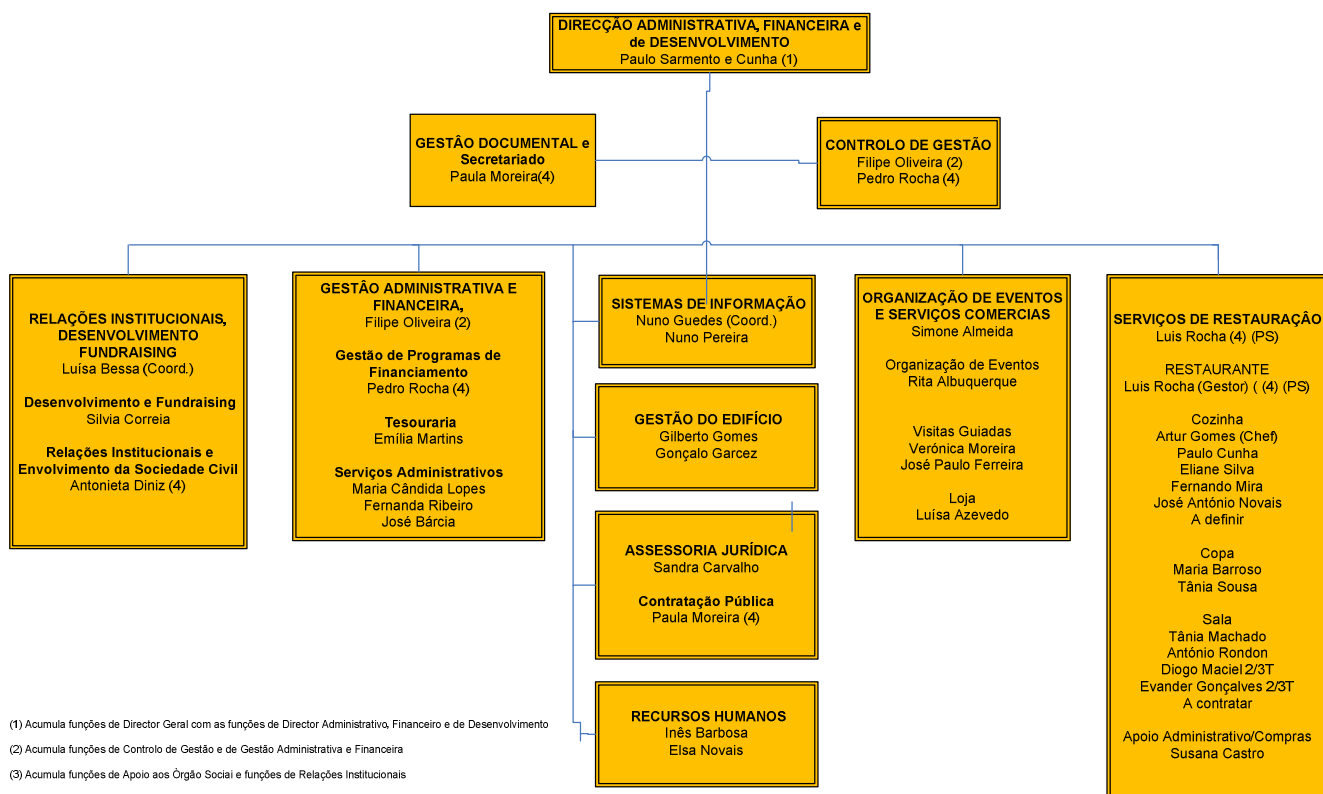 DIRECÇÃO ADMINISTRATIVA, FINANCEIRA e
de DESENVOLVIMENTO
Paulo Sarmento e Cunha (1)
GESTÂO DOCUMENTAL e
Secretariado
Paula Moreira(4)
CONTROLO DE GESTÃO
Filipe Oliveira (2)
Pedro Rocha (4)
RELAÇÕES INSTITUCIONAIS,
DESENVOLVIMENTO
FUNDRAISING
Luísa Bessa (Coord.)
Desenvolvimento e Fundraising
Silvia Correia
Relações Institucionais e
Envolvimento da Sociedade Civil
Antonieta Diniz (4)
GESTÂO ADMINISTRATIVA E
FINANCEIRA,
Filipe Oliveira (2)
Gestão de Programas de
Financiamento
Pedro Rocha (4)
Tesouraria
Emília Martins
Serviços Administrativos
Maria Cândida Lopes
Fernanda Ribeiro
José Bárcia
SISTEMAS DE INFORMAÇÃO
Nuno Guedes (Coord.)
Nuno Pereira
GESTÃO DO EDIFÍCIO
Gilberto Gomes
Gonçalo Garcez
ASSESSORIA JURÍDICA
Sandra Carvalho
Contratação Pública
Paula Moreira (4)
RECURSOS HUMANOS
Inês Barbosa
Elsa Novais
ORGANIZAÇÃO DE EVENTOS
E SERVIÇOS COMERCIAS
Simone Almeida
Organização de Eventos
Rita Albuquerque
Visitas Guiadas
Verónica Moreira
José Paulo Ferreira
Loja
Luísa Azevedo
SERVIÇOS DE RESTAURAÇÂO
Luis Rocha (4) (PS)
RESTAURANTE
Luis Rocha (Gestor) ( (4) (PS)
Cozinha
Artur Gomes (Chef)
Paulo Cunha
Eliane Silva
Fernando Mira
José António Novais
A definir
Copa
Maria Barroso
Tânia Sousa
Sala
Tânia Machado
António Rondon
Diogo Maciel 2/3T
Evander Gonçalves 2/3T
A contratar
Apoio Administrativo/Compras
Susana Castro
(1) Acumula funções de Director Geral com as funções de Director Administrativo, Financeiro e de Desenvolvimento
(2) Acumula funções de Controlo de Gestão e de Gestão Administrativa e Financeira
(3) Acumula funções de Apoio aos Òrgão Sociai e funções de Relações Institucionais